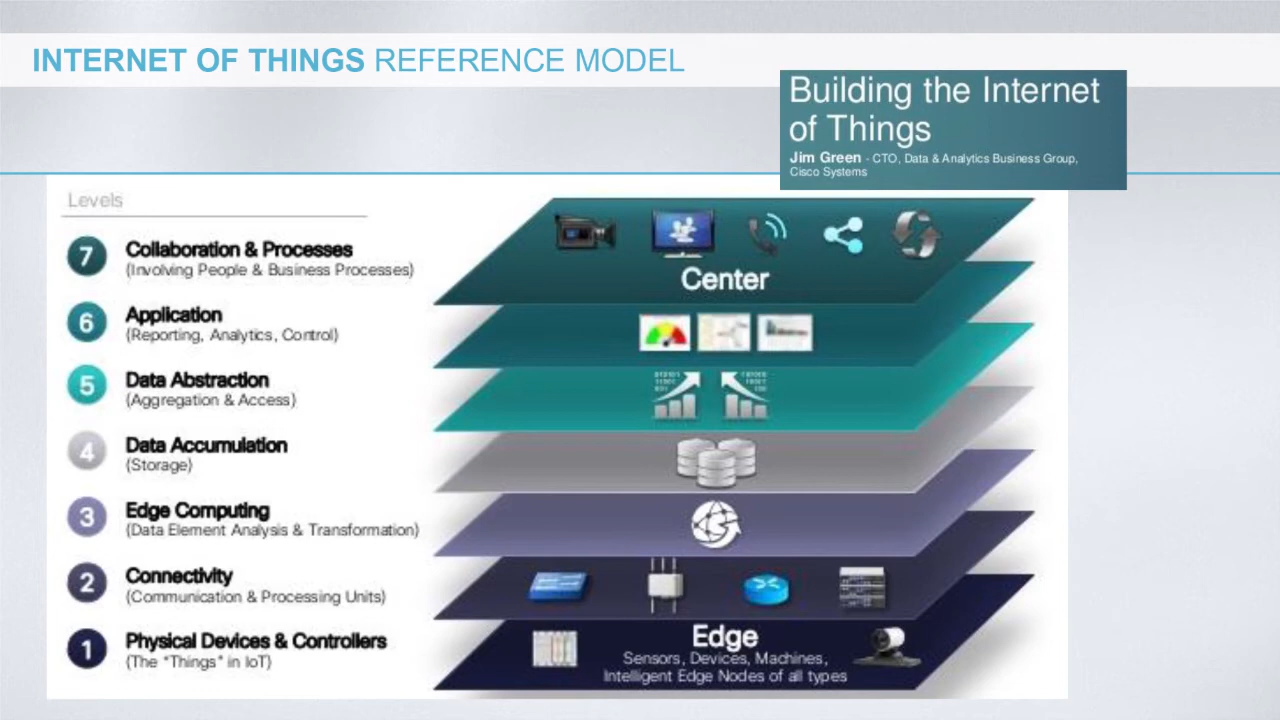 INTERNET OF THINGS REFERENCE MODEL
Building the Internet
of Things
Jim Green - CTO, Data & Analytics Business Group,
Cisco Systems
Levels
7
Collaboration & Processes
(Involving People & Business Processes)
6
Application
(Reporting, Analytics, Control)
5
Data Abstraction
(Aggregation & Access)
4
Data Accumulation
(Storage)
3
Edge Computing
(Data Element Analysis & Transformation)
2
Connectivity
(Communication & Processing Units)
1
Physical Devices & Controllers
(The "Things" in IoT)
Center
Edge
Sensors, Devices, Machines,
Intelligent Edge Nodes of all types